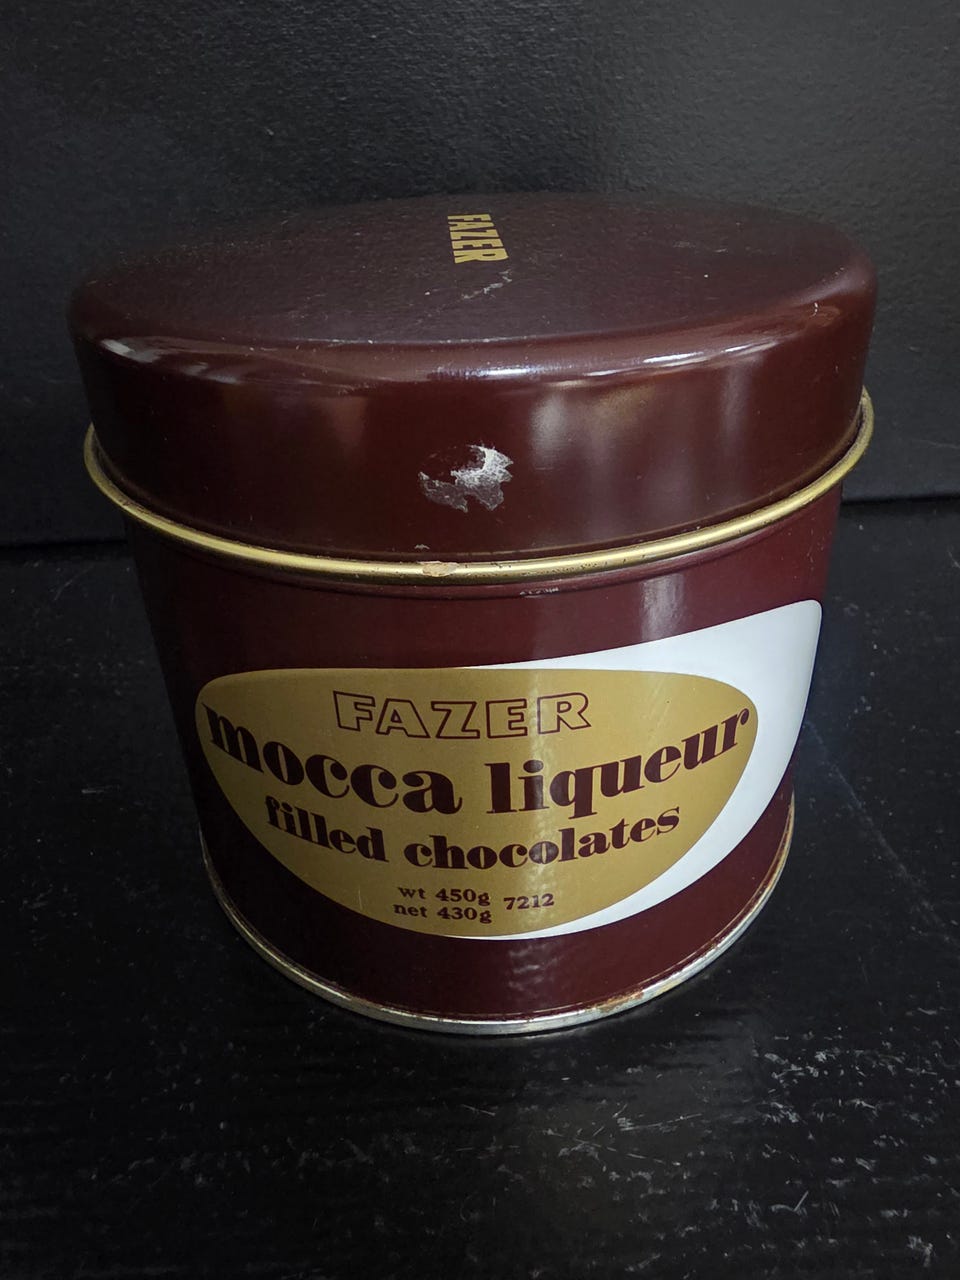 FAZER
FAZER
mocca liqueur
filled chocolates
wt 450g 7212
net 430g